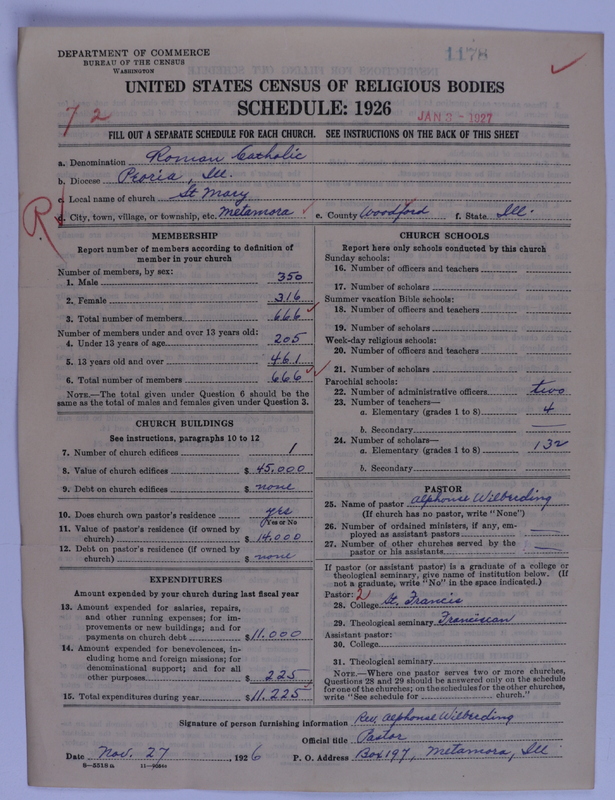 DEPARTMENT OF COMMERCE
BUREAU OF THE CENSUS
WASHINGTON
1178
UNITED STATES CENSUS OF RELIGIOUS BODIES
SCHEDULE: 1926
72
JAN 3 - 1927
FILL OUT A SEPARATE SCHEDULE FOR EACH CHURCH. SEE INSTRUCTIONS ON THE BACK OF THIS SHEET
a. Denomination Roman Catholic
b. Diocese Peoria, Ill.
c. Local name of church St Mary
R
d. City, town, village, or township, etc. Metamora e. County Woodford f. State Ill.
MEMBERSHIP
Report number of members according to definition of
member in your church
Number of members, by sex:
1. Male 350
2. Female 316
3. Total number of members 666
Number of members under and over 13 years old:
4. Under 13 years of age 205
5. 13 years old and over 461
6. Total number of members 666
NOTE.—The total given under Question 6 should be the
same as the total of males and females given under Question 3.
CHURCH BUILDINGS
See instructions, paragraphs 10 to 12
7. Number of church edifices 1
8. Value of church edifices $45.000
9. Debt on church edifices $none
10. Does church own pastor's residence yes
Yes or No
11. Value of pastor's residence (if owned by
church) $14,000
12. Debt on pastor's residence (if owned by
church) $none
EXPENDITURES
Amount expended by your church during last fiscal year
13. Amount expended for salaries, repairs,
and other running expenses; for im-
provements or new buildings; and for
payments on church debt $11.000
14. Amount expended for benevolences, in-
cluding home and foreign missions; for
denominational support; and for all
other purposes $225
15. Total expenditures during year $11.225
CHURCH SCHOOLS
Report here only schools conducted by this church
Sunday schools:
16. Number of officers and teachers
17. Number of scholars
Summer vacation Bible schools:
18. Number of officers and teachers
19. Number of scholars
Week-day religious schools:
20. Number of officers and teachers
21. Number of scholars
Parochial schools:
22. Number of administrative officers two
23. Number of teachers—
a. Elementary (grades 1 to 8) 4
b. Secondary
24. Number of scholars—
a. Elementary (grades 1 to 8) 132
b. Secondary
PASTOR
25. Name of pastor Alphonse Wilberding
(If church has no pastor, write "None")
26. Number of ordained ministers, if any, em-
ployed as assistant pastors
27. Number of other churches served by the
pastor or his assistants
If pastor (or assistant pastor) is a graduate of a college or
theological seminary, give name of institution below. (If
not a graduate, write "No" in the space indicated.)
Pastor: 2
28. College St. Francis
29. Theological seminary Franciscan
Assistant pastor:
30. College
31. Theological seminary
NOTE.—Where one pastor serves two or more churches,
Questions 28 and 29 should be answered only on the schedule
for one of the churches; on the schedules for the other churches,
write "See schedule for church."
Signature of person furnishing information Rev. Alphonse Wilberding
Official title Pastor
Date Nov. 27, 1926 P. O. Address Box 197, Metamora, Ill